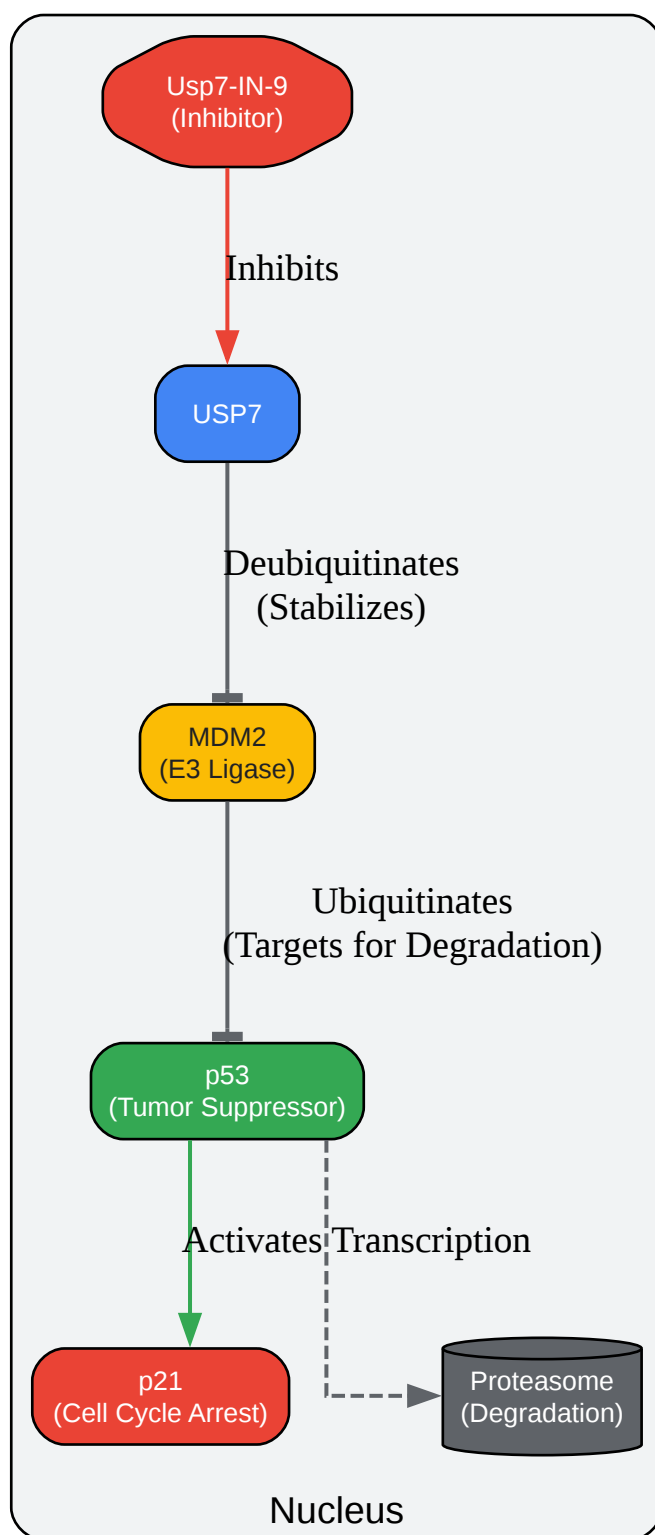 Usp7-IN-9
(Inhibitor)
Inhibits
USP7
Deubiquitinates
(Stabilizes)
MDM2
(E3 Ligase)
Ubiquitinates
(Targets for Degradation)
p53
(Tumor Suppressor)
Activates Transcription
p21
(Cell Cycle Arrest)
Proteasome
(Degradation)
Nucleus